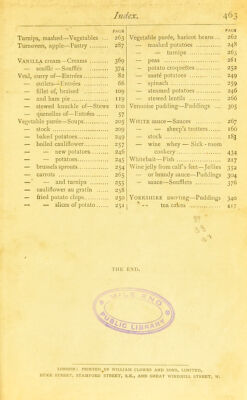 Index. 463
PAGE
Turnips, mashed—Vegetables ... 263
Turnovers, apple—Pastry ... 287
VANILLA cream—Creams ... 369
— soufflé—Soufflés ... 374
Veal, curry of—Entrées ... 82
— cutlets—Entrées ... 80
— fillet of, braised ... 109
— and ham pie ... 119
— stewed knuckle of—Stews 109
— quenelles of—Entrées ... 57
Vegetable purée—Soups ... 205
— stock ... 209
— baked potatoes ... 249
— boiled cauliflower ... 257
— — new potatoes ... 246
— — potatoes ... 245
— brussels sprouts ... 254
— carrots ... 265
— — and turnips ... 255
— cauliflower au gratin ... 258
— fried potato chips ... 250
— — slices of potato ... 251
PAGE
Vegetable purée, haricot beans ... 262
— mashed potatoes ... 248
— — turnips ... 263
— peas ... 261
— potato croquettes ... 252
— sauté potatoes ... 249
— spinach ... 259
— steamed potatoes ... 246
— stewed lentils ... 266
Venetian pudding—Puddings ...
WHITE sauce—Sauces ... 267
— — sheep's trotters ... 160
— stock ... 183
— wine whey—Sick-room
cookery ... 434
Whitebait—Fish ... 217
Wine jelly from calf's feet—Jellies 352
— or brandy sauce—Puddings 304
— sauce—Soufflés ... 376
YORKSHIRE pudding—Puddings 340
— tea cakes ... 417
THE END.
MILE END
PUBLIC LIBRARY
LONDON: PRINTED BY WILLIAM CLOWES AND SONS, LIMITED,
DUKE STREET, STAMFORD STREET, S.E., AND GREAT WINDMILL STREET, W.